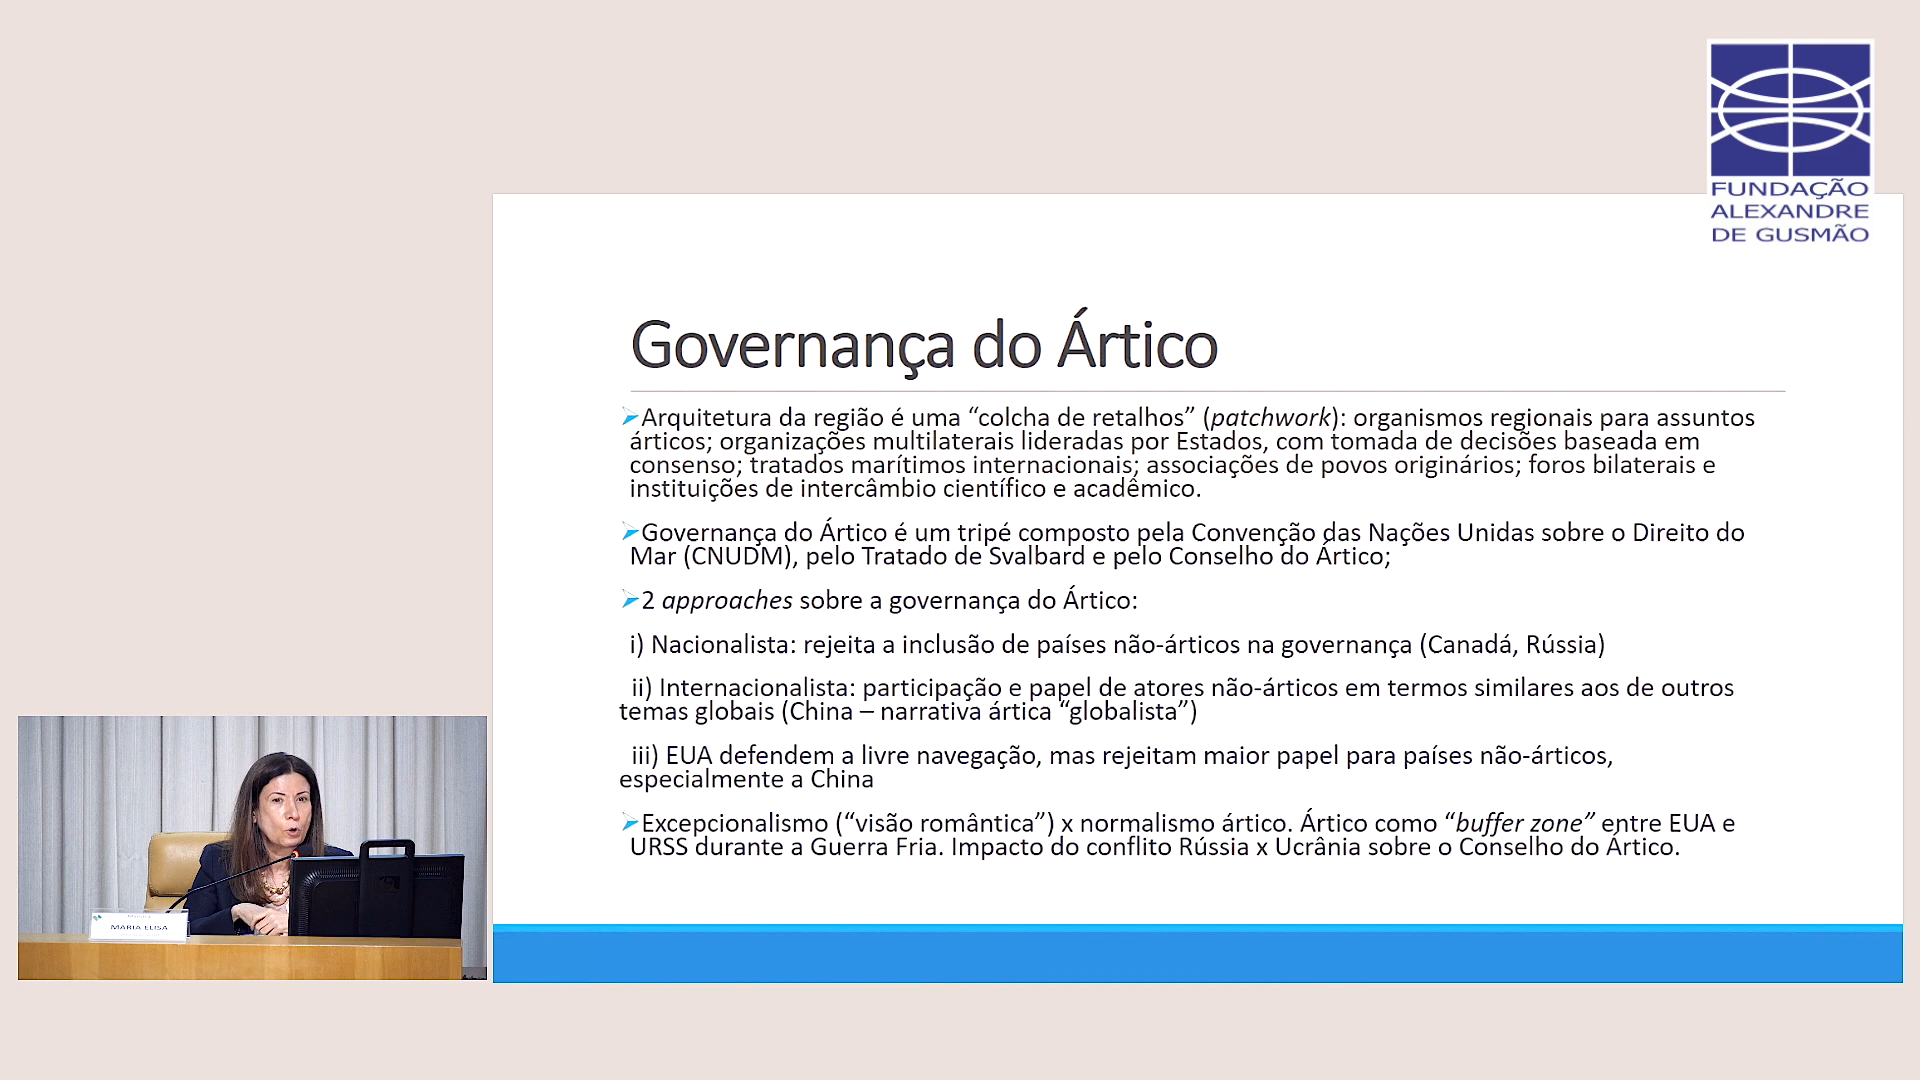 FUNDAÇÃO
ALEXANDRE
DE GUSMÃO
Governança do Ártico
Arquitetura da região é uma “colcha de retalhos” (patchwork): organismos regionais para assuntos
árticos; organizações multilaterais lideradas por Estados, com tomada de decisões baseada em
consenso; tratados marítimos internacionais; associações de povos originários; foros bilaterais e
instituições de intercâmbio científico e acadêmico.
Governança do Ártico é um tripé composto pela Convenção das Nações Unidas sobre o Direito do
Mar (CNUDM), pelo Tratado de Svalbard e pelo Conselho do Ártico;
2 approaches sobre a governança do Ártico:
i) Nacionalista: rejeita a inclusão de países não-árticos na governança (Canadá, Rússia)
ii) Internacionalista: participação e papel de atores não-árticos em termos similares aos de outros
temas globais (China – narrativa ártica “globalista”)
iii) EUA defendem a livre navegação, mas rejeitam maior papel para países não-árticos,
especialmente a China
Excepcionalismo (“visão romântica”) x normalismo ártico. Ártico como “buffer zone” entre EUA e
URSS durante a Guerra Fria. Impacto do conflito Rússia x Ucrânia sobre o Conselho do Ártico.
MARIA ELISA